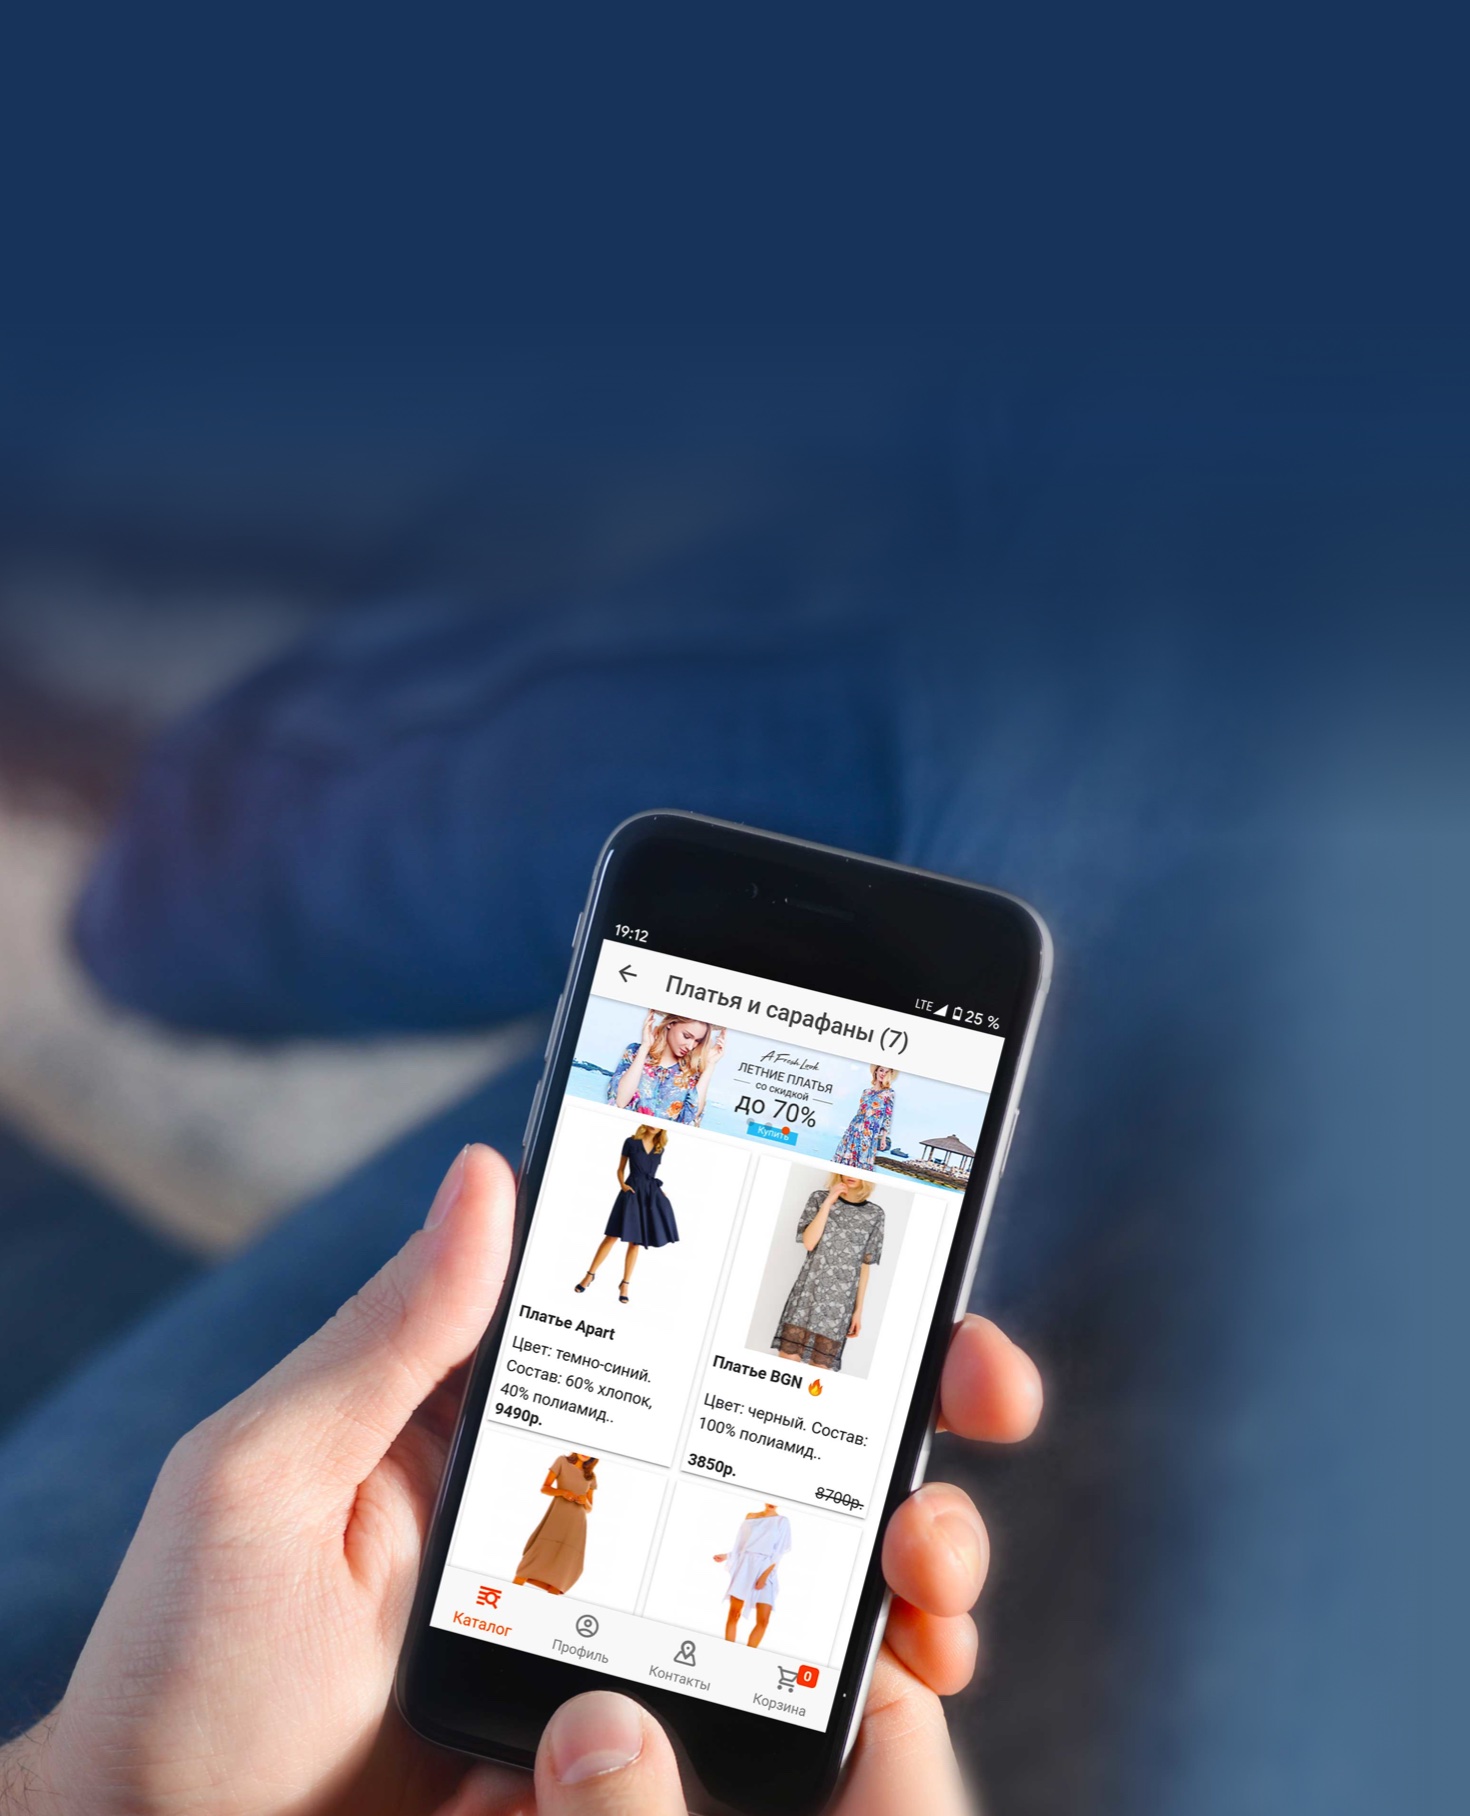 19:12
LTE 25 %
Платья и сарафаны (7)
A Fresh Look
ЛЕТНИЕ ПЛАТЬЯ
со скидкой
до 70%
Купить
Платье Apart
Цвет: темно-синий.
Состав: 60% хлопок,
40% полиамид..
9490р.
Платье BGN 🔥
Цвет: черный. Состав:
100% полиамид..
3850р.
8700р.
Каталог
Профиль
Контакты
Корзина
0